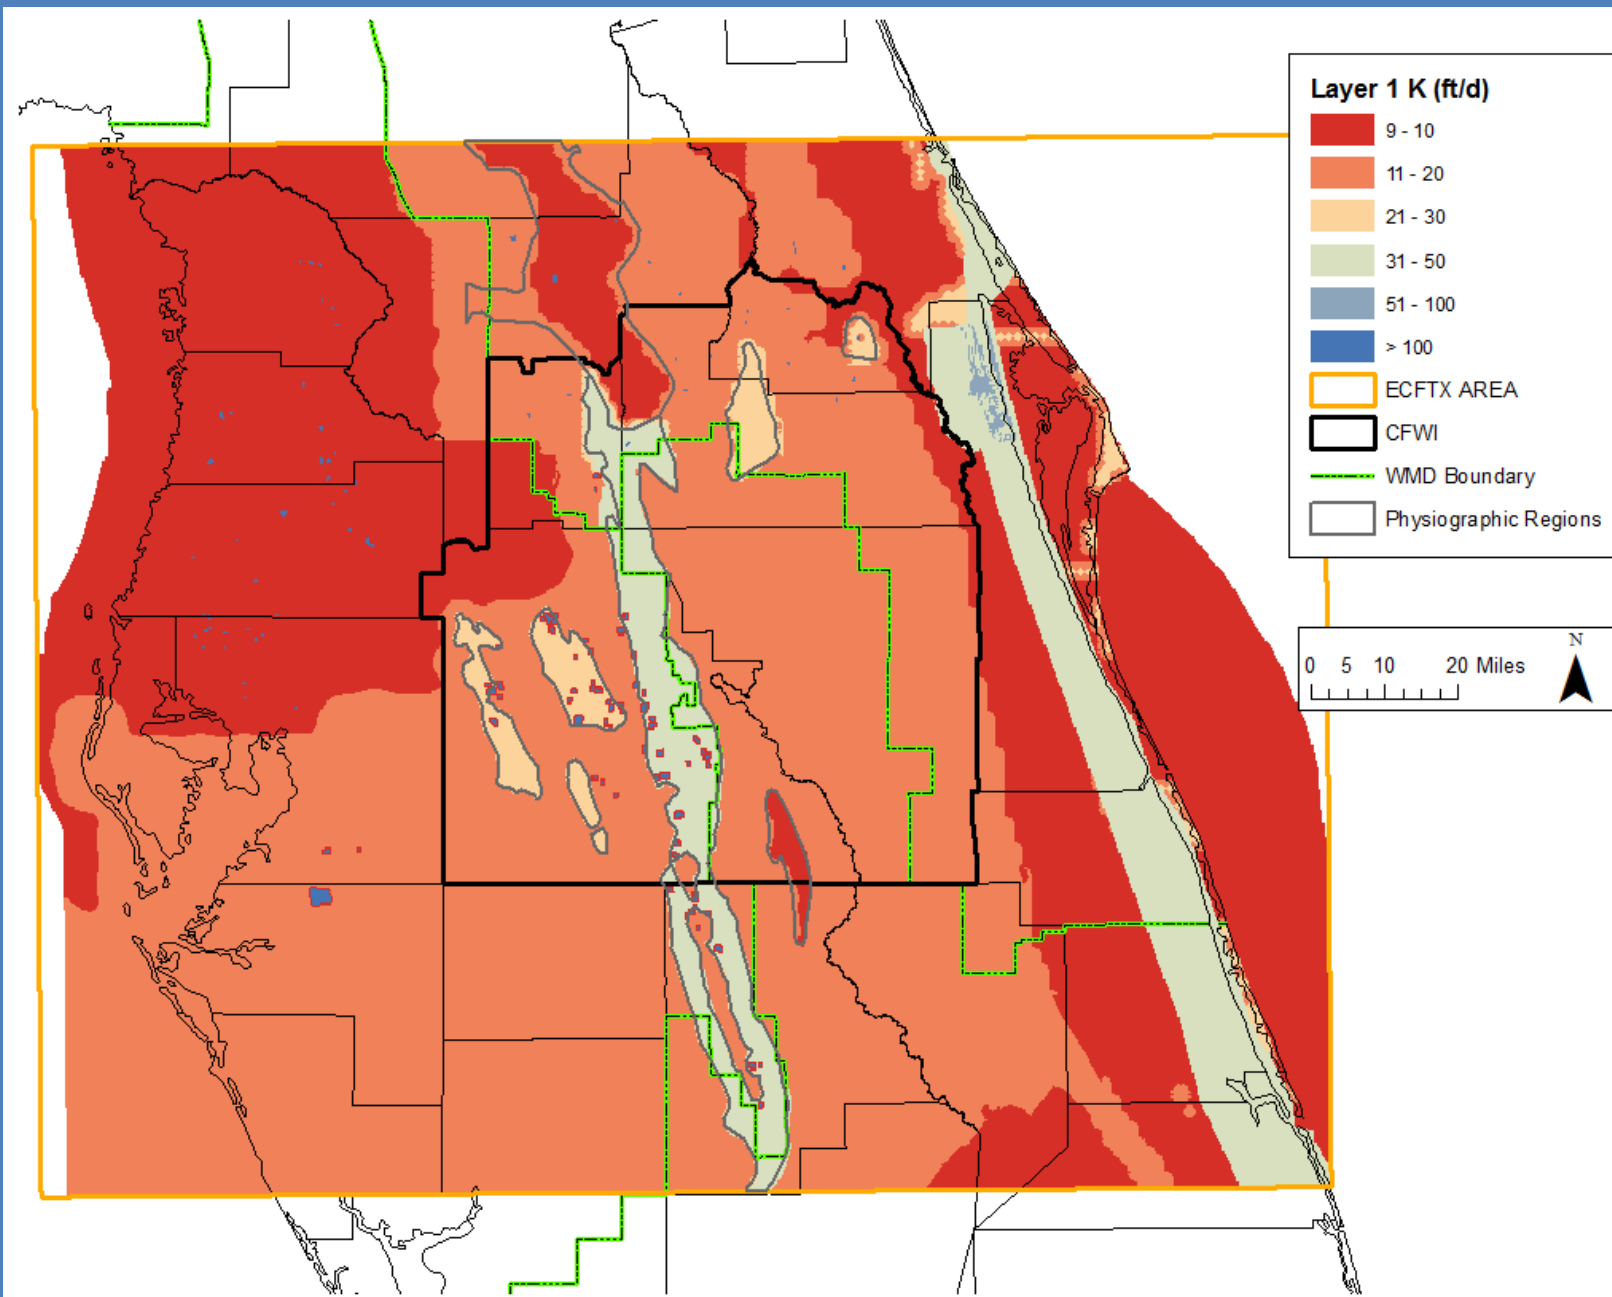 Layer 1 K (ft/d)
9 - 10
11 - 20
21 - 30
31 - 50
51 - 100
> 100
ECFTX AREA
CFWI
WMD Boundary
Physiographic Regions
0 5 10 20 Miles
N